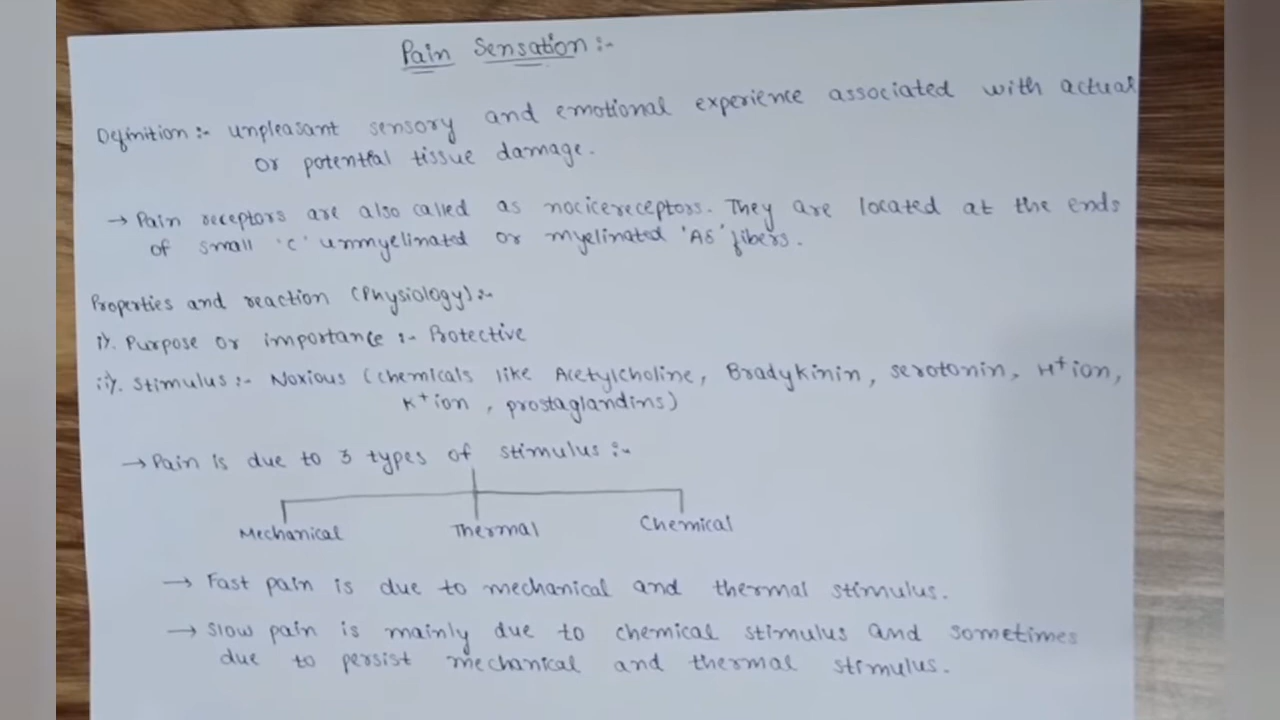 Pain Sensation :-
Definition :- unpleasant sensory and emotional experience associated with actual
or potential tissue damage.
→ Pain receptors are also called as nocicereceptors. They are located at the ends
of small 'c' unmyelinated or myelinated 'Aδ' fibers.
Properties and reaction (Physiology) :-
i). Purpose or importance :- Protective
ii). Stimulus :- Noxious (chemicals like Acetylcholine, Bradykinin, serotonin, H+ ion,
K+ ion, prostaglandins)
→ Pain is due to 3 types of stimulus :-
Mechanical Thermal Chemical
→ Fast pain is due to mechanical and thermal stimulus.
→ Slow pain is mainly due to chemical stimulus and sometimes
due to persist mechanical and thermal stimulus.